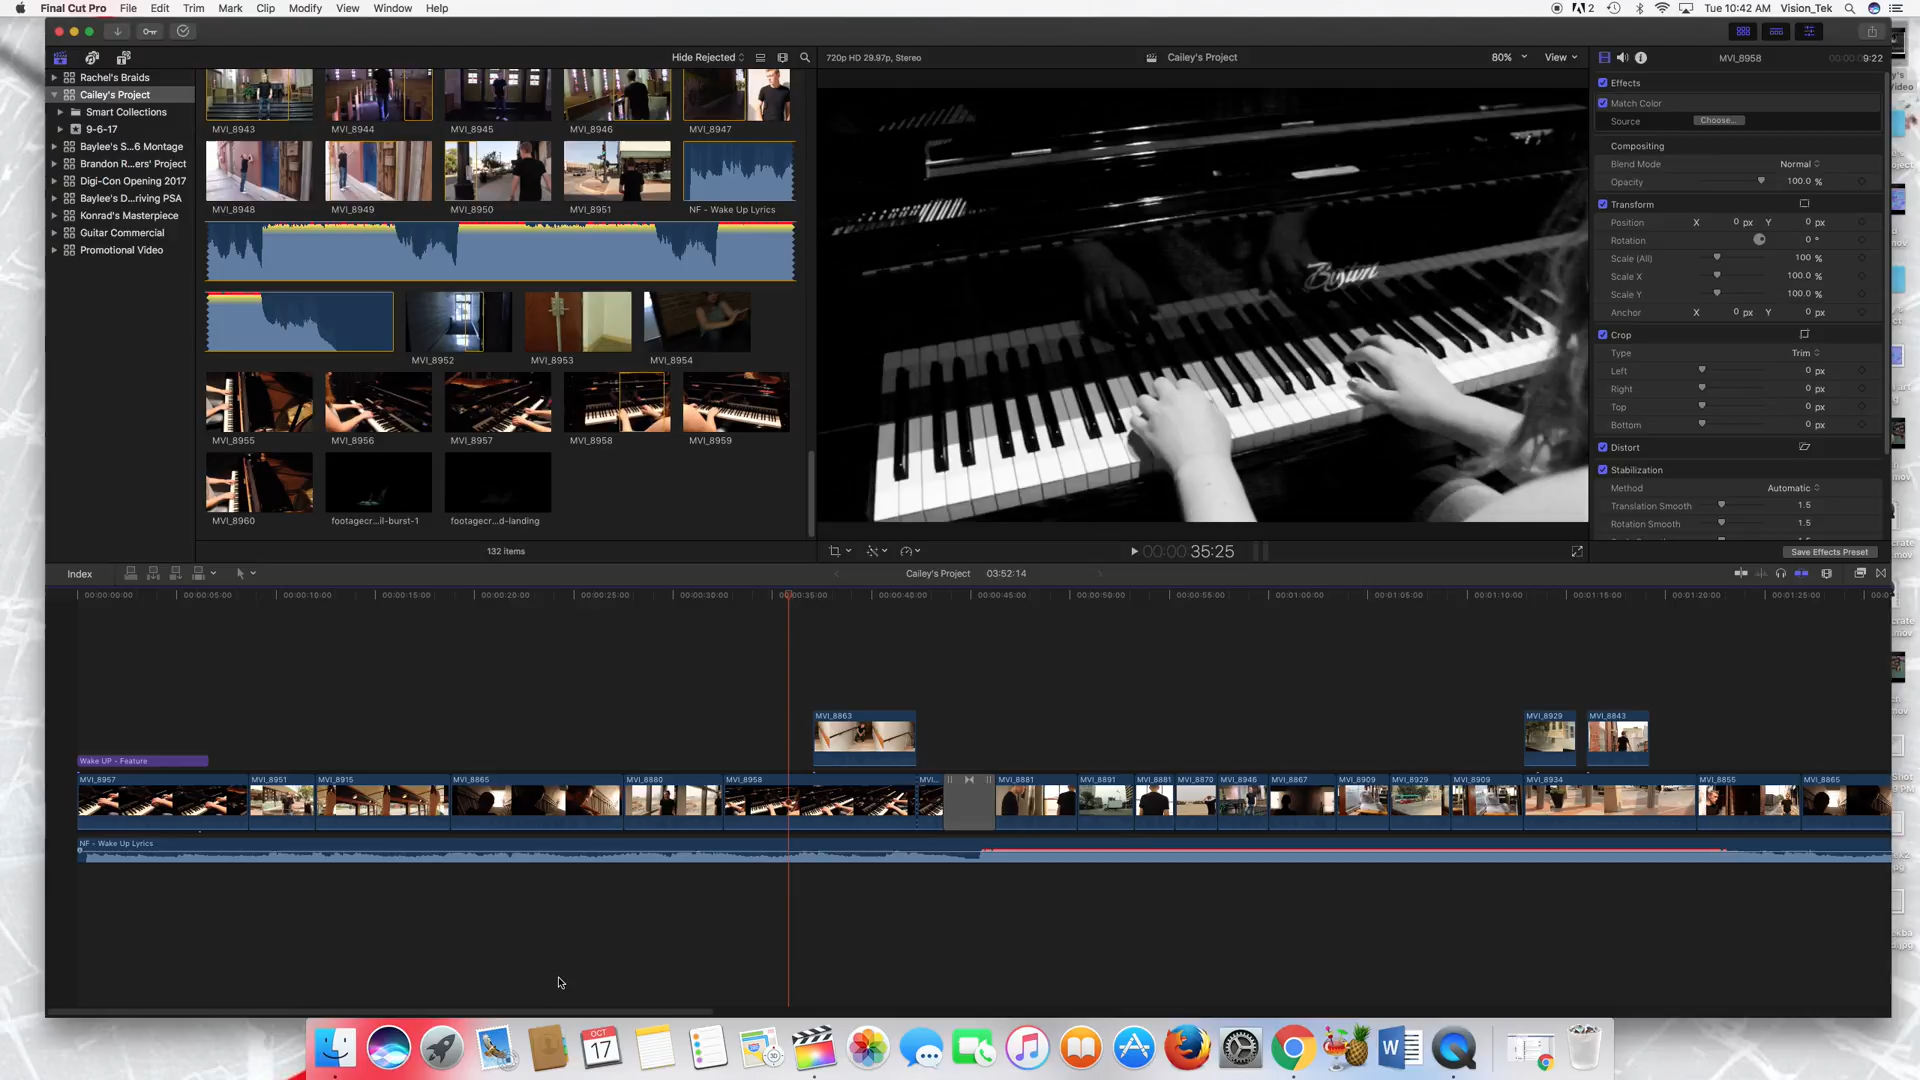 Final Cut Pro File Edit Trim Mark Clip Modify View Window Help
2 Tue 10:42 AM Vision_Tek
Hide Rejected
720p HD 29.97p, Stereo
Cailey's Project
80%
View
MVI_8958
9:22
Rachel's Braids
Cailey's Project
Smart Collections
9-6-17
Baylee's S...6 Montage
Brandon R...ers' Project
Digi-Con Opening 2017
Baylee's D...riving PSA
Konrad's Masterpiece
Guitar Commercial
Promotional Video
MVI_8943 MVI_8944 MVI_8945 MVI_8946 MVI_8947
MVI_8948 MVI_8949 MVI_8950 MVI_8951 NF - Wake Up Lyrics
MVI_8952 MVI_8953 MVI_8954
MVI_8955 MVI_8956 MVI_8957 MVI_8958 MVI_8959
MVI_8960 footagecr...il-burst-1 footagecr...d-landing
132 items
Boston
00:00 35:25
Effects
Match Color
Source Choose...
Compositing
Blend Mode Normal
Opacity 100.0 %
Transform
Position X 0 px Y 0 px
Rotation 0 °
Scale (All) 100 %
Scale X 100.0 %
Scale Y 100.0 %
Anchor X 0 px Y 0 px
Crop
Type Trim
Left 0 px
Right 0 px
Top 0 px
Bottom 0 px
Distort
Stabilization
Method Automatic
Translation Smooth 1.5
Rotation Smooth 1.5
Save Effects Preset
Index
Cailey's Project 03:52:14
00:00:00:00 00:00:05:00 00:00:10:00 00:00:15:00 00:00:20:00 00:00:25:00 00:00:30:00 00:00:35:00 00:00:40:00 00:00:45:00 00:00:50:00 00:00:55:00 00:01:00:00 00:01:05:00 00:01:10:00 00:01:15:00 00:01:20:00 00:01:25:00
MVI_8863 MVI_8929 MVI_8843
Wake UP - Feature
MVI_8957 MVI_8951 MVI_8915 MVI_8865 MVI_8880 MVI_8958 MVI... MVI_8881 MVI_8891 MVI_8881 MVI_8870 MVI_8946 MVI_8867 MVI_8909 MVI_8929 MVI_8909 MVI_8934 MVI_8855 MVI_8865
NF - Wake Up Lyrics
OCT
17
3D
W